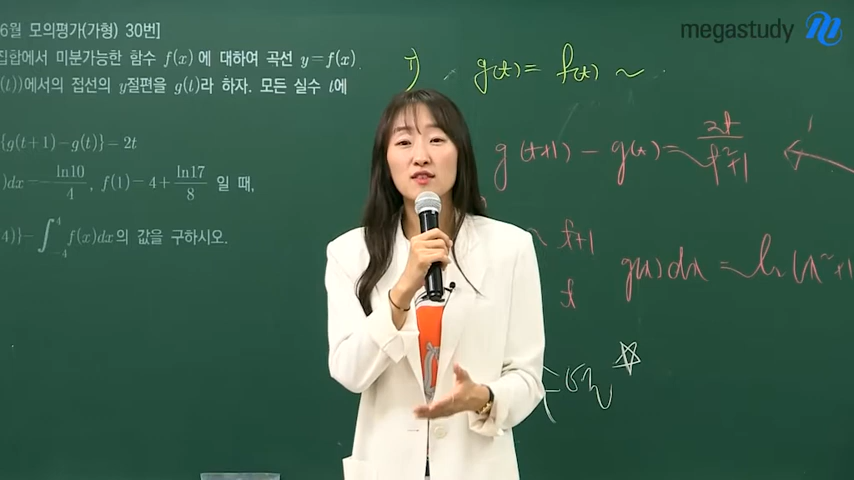 megastudy
6월 모의평가(가형) 30번]
집합에서 미분가능한 함수 f(x)에 대하여 곡선 y=f(x)
(t))에서의 접선의 y절편을 g(t)라 하자. 모든 실수 t에
{g(t+1)-g(t)}=2t
)dx=-ln10/4, f(1)=4+ln17/8 일 때,
4)}-∫_{-4}^{4} f(x)dx의 값을 구하시오.
g(t)= f(t) ~
g(t+1) - g(t) = 2t/t²+1
t+1
t
g(x) dx = ln(x²+1